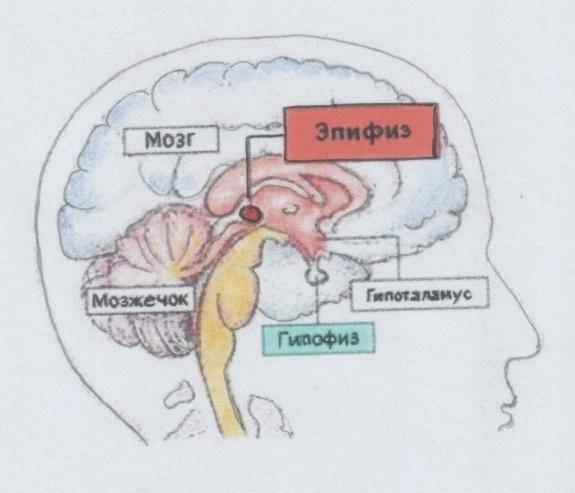 Эпифиз
Мозг
Мозжечок
Гипоталамус
Гипофиз